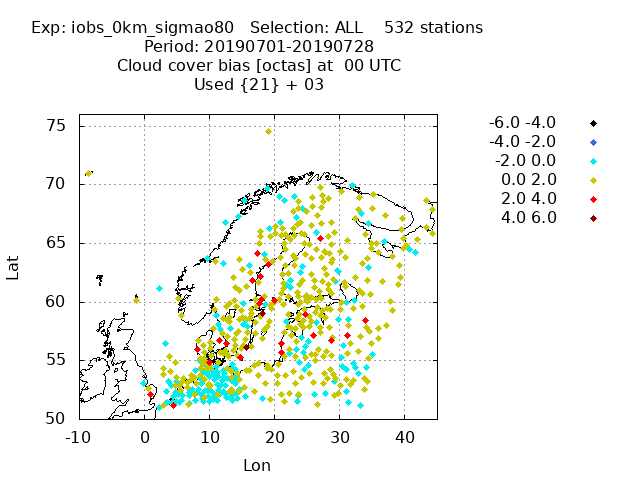 Exp: iobs_0km_sigmao80   Selection: ALL    532 stations
Period: 20190701-20190728
Cloud cover bias [octas] at  00 UTC
Used {21} + 03
-6.0 -4.0
-4.0 -2.0
-2.0 0.0
0.0 2.0
2.0 4.0
4.0 6.0
75
70
65
60
55
50
Lat
-10 0 10 20 30 40
Lon